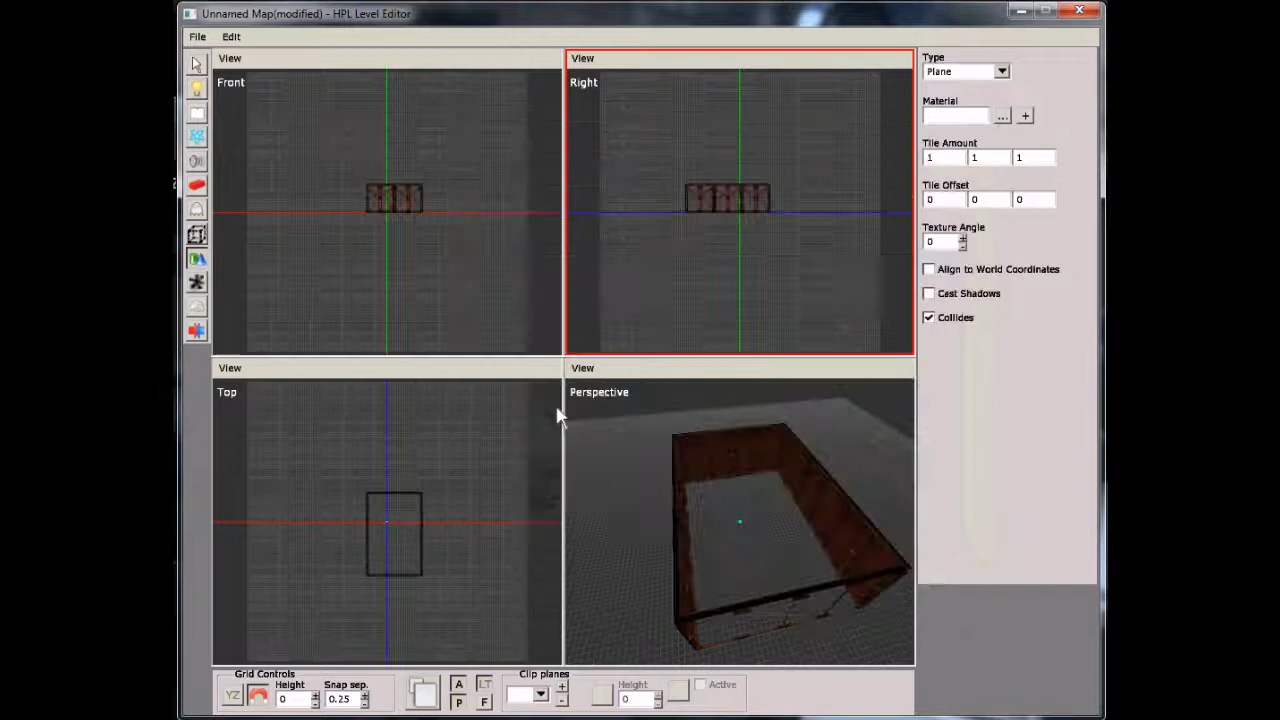 Unnamed Map(modified) - HPL Level Editor
File Edit
View
Front
View
Right
View
Top
View
Perspective
Type
Plane
Material
... +
Tile Amount
1 1 1
Tile Offset
0 0 0
Texture Angle
0
Align to World Coordinates
Cast Shadows
Collides
Grid Controls
Height Snap sep.
YZ 0 0.25
A LT
P F
Clip planes
+
-
Height
0
Active